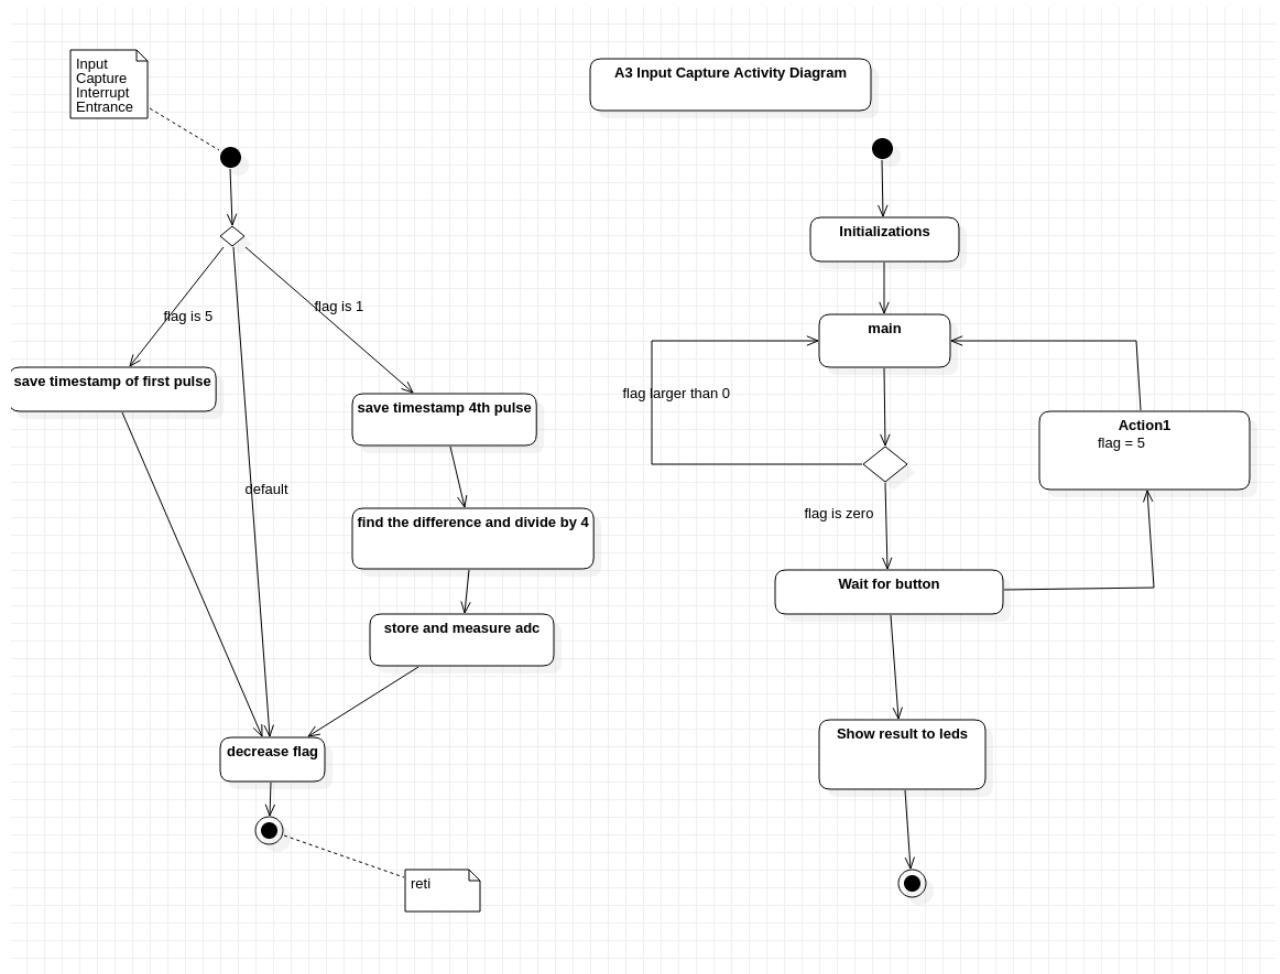 Input
Capture
Interrupt
Entrance
A3 Input Capture Activity Diagram
flag is 5
flag is 1
save timestamp of first pulse
save timestamp 4th pulse
default
find the difference and divide by 4
store and measure adc
decrease flag
reti
Initializations
main
flag larger than 0
Action1
flag = 5
flag is zero
Wait for button
Show result to leds